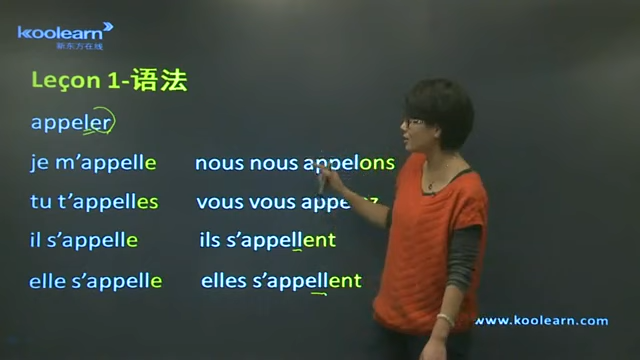 koolearn
新东方在线
Leçon 1-语法
appeler
je m'appelle nous nous appelons
tu t'appelles vous vous
il s'appelle ils s'appellent
elle s'appelle elles s'appellent
www.koolearn.com